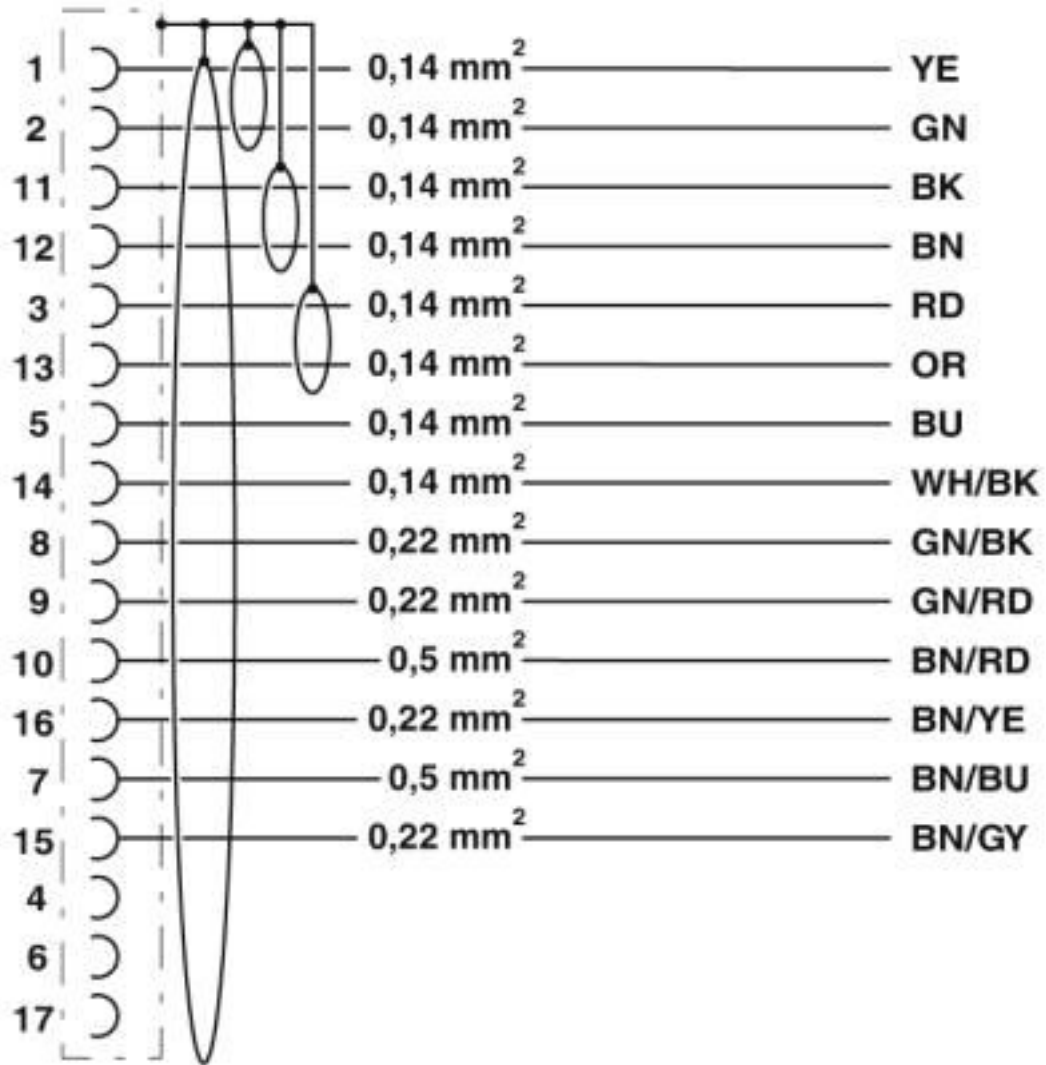 1 0,14 mm² YE
2 0,14 mm² GN
11 0,14 mm² BK
12 0,14 mm² BN
3 0,14 mm² RD
13 0,14 mm² OR
5 0,14 mm² BU
14 0,14 mm² WH/BK
8 0,22 mm² GN/BK
9 0,22 mm² GN/RD
10 0,5 mm² BN/RD
16 0,22 mm² BN/YE
7 0,5 mm² BN/BU
15 0,22 mm² BN/GY
4
6
17